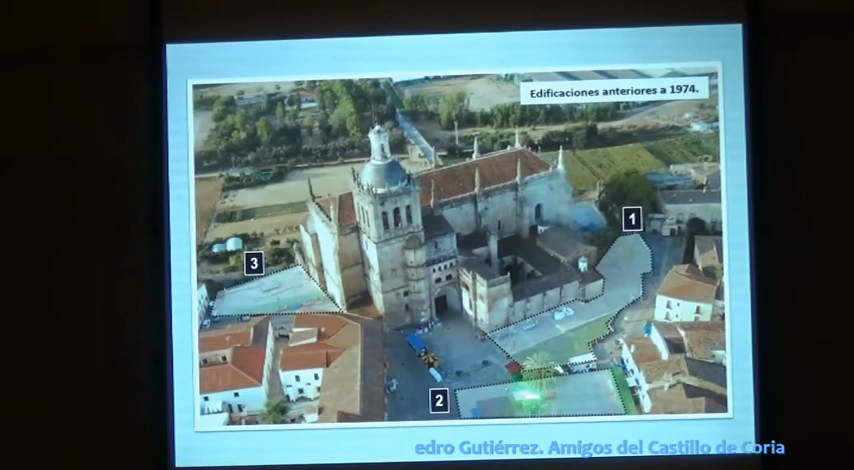 Edificaciones anteriores a 1974.
1
3
2
edro Gutiérrez. Amigos del Castillo de Coria